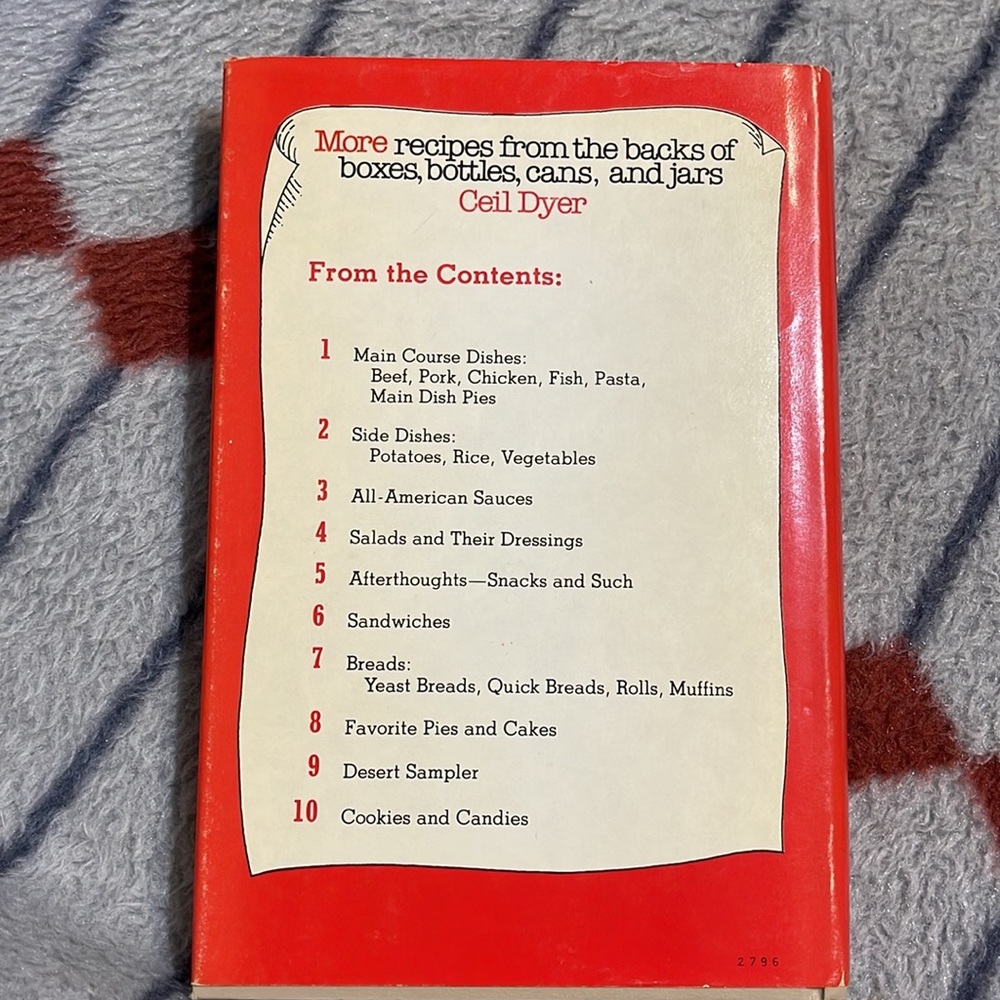 More recipes from the backs of
boxes, bottles, cans, and jars
Ceil Dyer
From the Contents:
1 Main Course Dishes:
Beef, Pork, Chicken, Fish, Pasta,
Main Dish Pies
2 Side Dishes:
Potatoes, Rice, Vegetables
3 All-American Sauces
4 Salads and Their Dressings
5 Afterthoughts—Snacks and Such
6 Sandwiches
7 Breads:
Yeast Breads, Quick Breads, Rolls, Muffins
8 Favorite Pies and Cakes
9 Desert Sampler
10 Cookies and Candies
2796